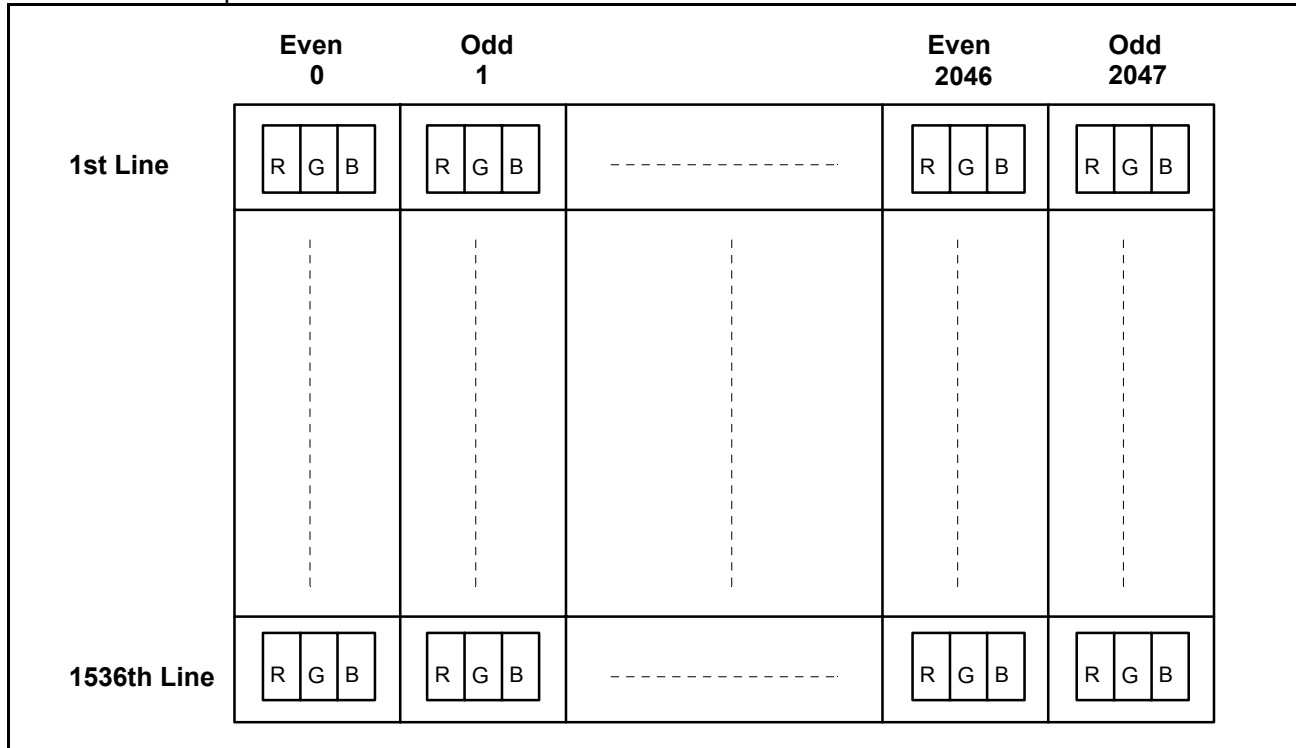 Even Odd Even Odd
0 1 2046 2047
1st Line R G B R G B R G B R G B
1536th Line R G B R G B R G B R G B